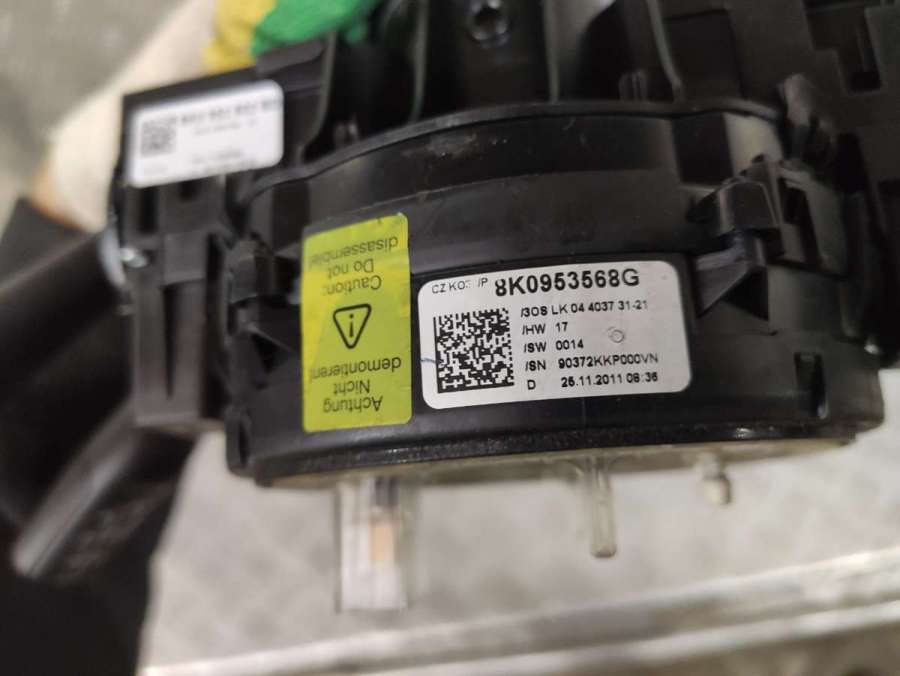 CZ KO /P 8K0953568G
/3OS LK 04 4037 31-21
/HW 17
/SW 0014
/SN 90372KKP000VN
D 25.11.2011 08:36
Achtung
Nicht
demontieren!
Caution:
Do not
disassemble!